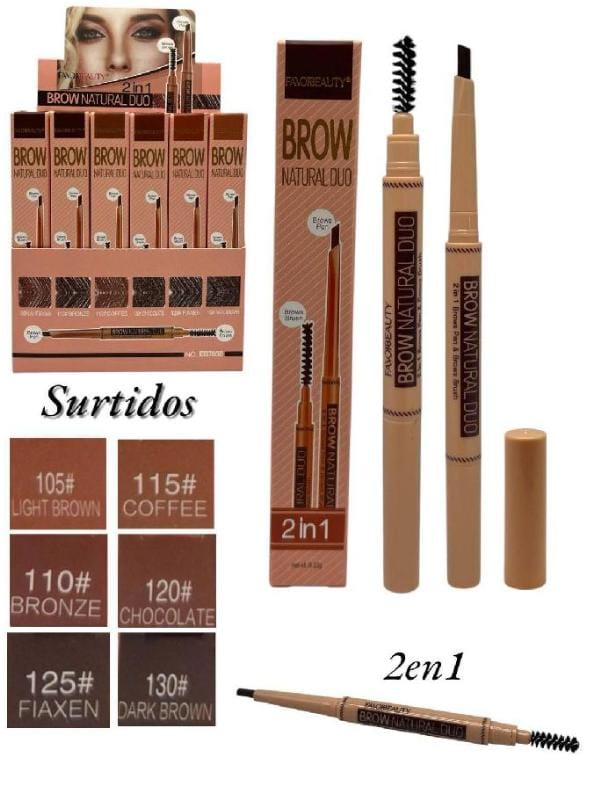 FAVORBEAUTY®
2 in 1
BROW NATURAL DUO
BROW
NATURAL DUO
BROW
NATURAL DUO
BROW
NATURAL DUO
BROW
NATURAL DUO
BROW
NATURAL DUO
BROW
NATURAL DUO
Surtidos
105#
LIGHT BROWN
115#
COFFEE
110#
BRONZE
120#
CHOCOLATE
125#
FIAXEN
130#
DARK BROWN
FAVORBEAUTY®
BROW
NATURAL DUO
Brows
Pen
Brows
Brush
BROW NATURAL
2 in 1
FAVORBEAUTY
BROW NATURAL DUO
BROW NATURAL DUO
2 in 1 Brows Pen & Brows Brush
2en1
FAVORBEAUTY
BROW NATURAL DUO